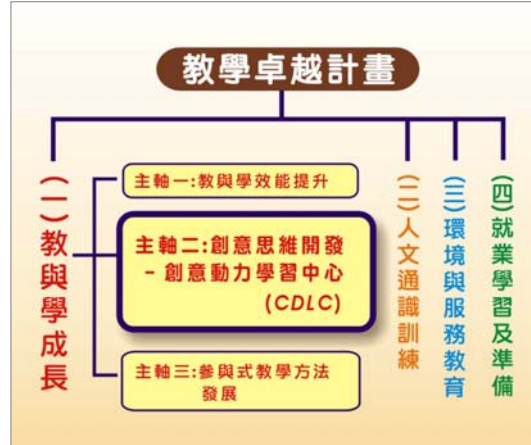 教學卓越計畫
(一)教與學成長
主軸一:教與學效能提升
主軸二:創意思維開發
- 創意動力學習中心
(CDLC)
主軸三:參與式教學方法
發展
(二)人文通識訓練
(三)環境與服務教育
(四)就業學習及準備